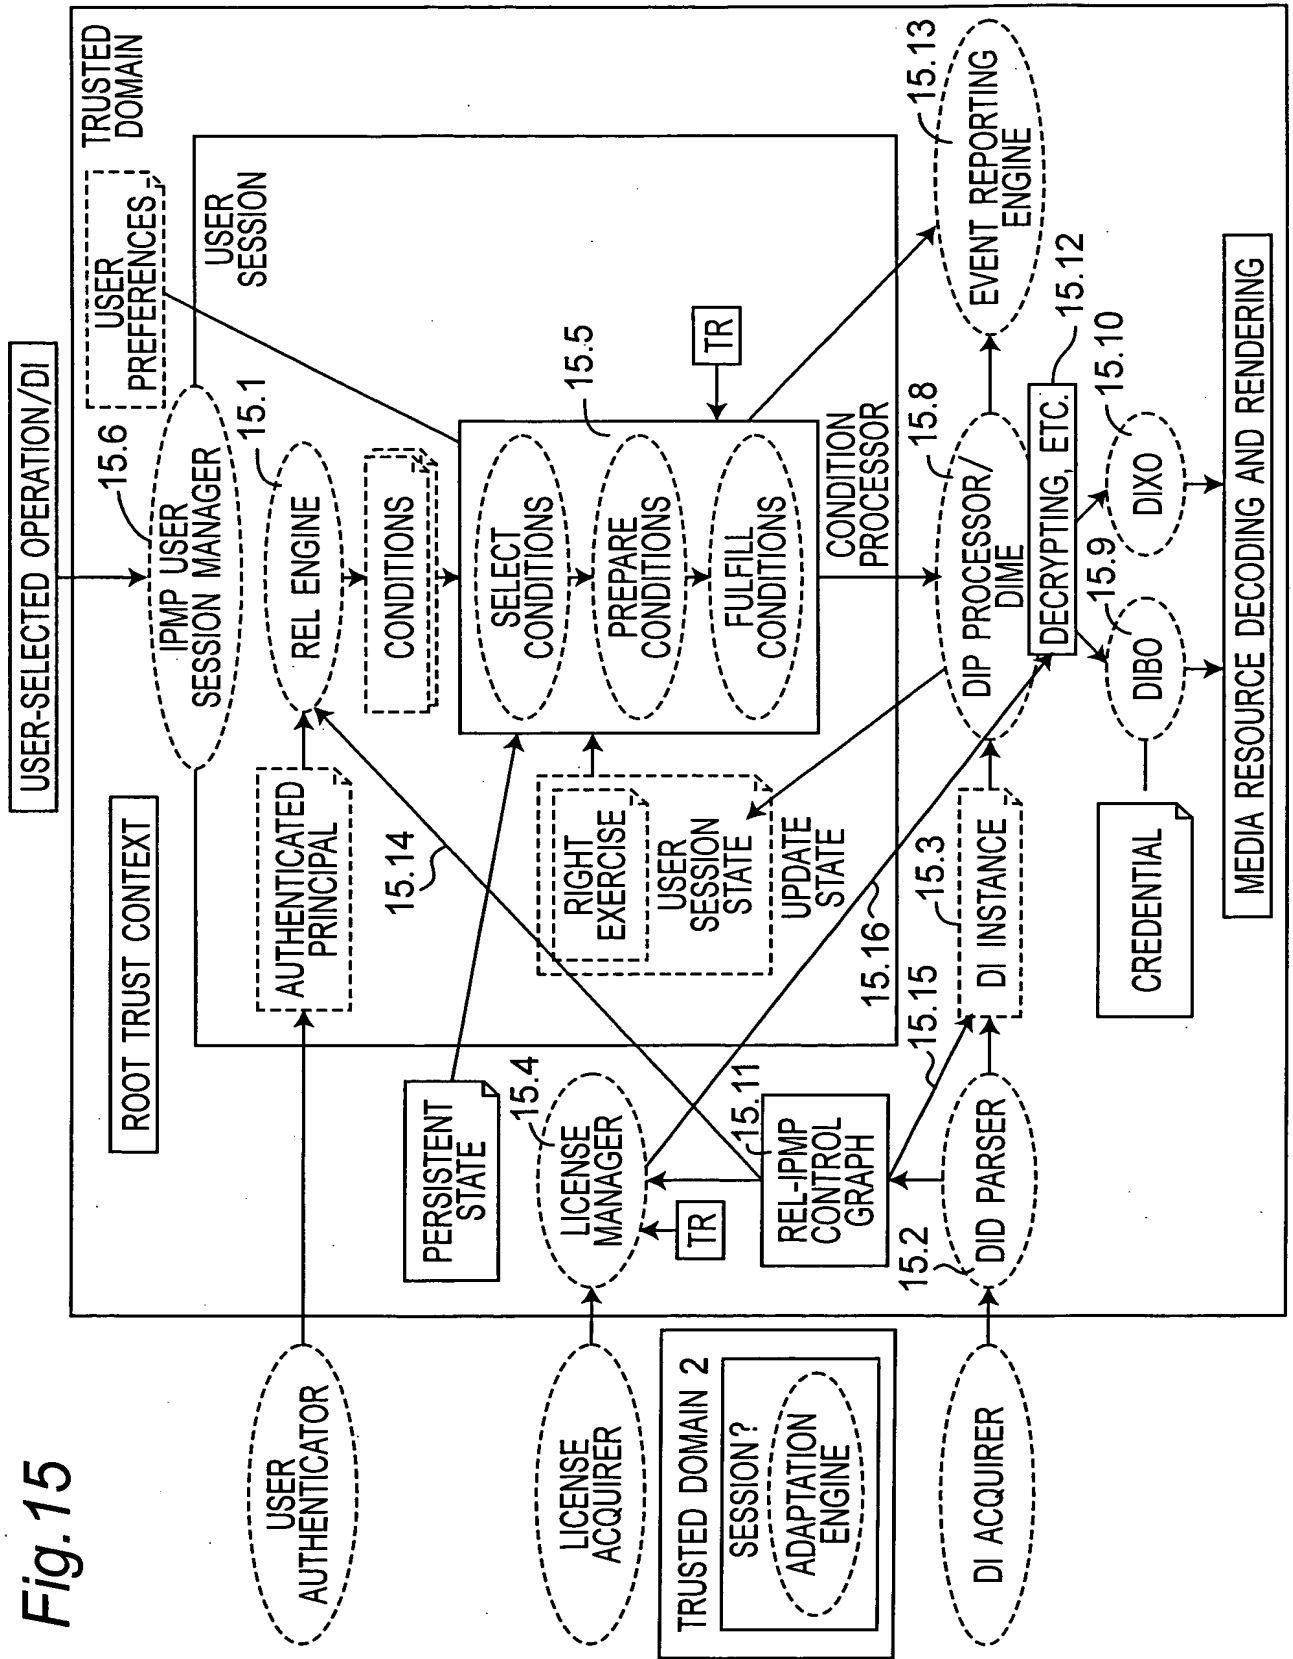 Fig.15
USER-SELECTED OPERATION/DI
TRUSTED
DOMAIN
ROOT TRUST CONTEXT
15.6
IPMP USER
SESSION MANAGER
USER
PREFERENCES
USER
SESSION
USER
AUTHENTICATOR
AUTHENTICATED
PRINCIPAL
15.1
REL ENGINE
CONDITIONS
15.14
PERSISTENT
STATE
SELECT
CONDITIONS
15.5
PREPARE
CONDITIONS
FULFILL
CONDITIONS
TR
CONDITION
PROCESSOR
RIGHT
EXERCISE
USER
SESSION
STATE
UPDATE
STATE
LICENSE
ACQUIRER
15.4
LICENSE
MANAGER
TR
15.11
REL-IPMP
CONTROL
GRAPH
15.16
15.15
TRUSTED DOMAIN 2
SESSION?
ADAPTATION
ENGINE
DI ACQUIRER
15.2
DID PARSER
15.3
DI INSTANCE
15.8
DIP PROCESSOR/
DIME
15.13
EVENT REPORTING
ENGINE
DECRYPTING, ETC.
15.12
CREDENTIAL
15.9
DIBO
15.10
DIXO
MEDIA RESOURCE DECODING AND RENDERING